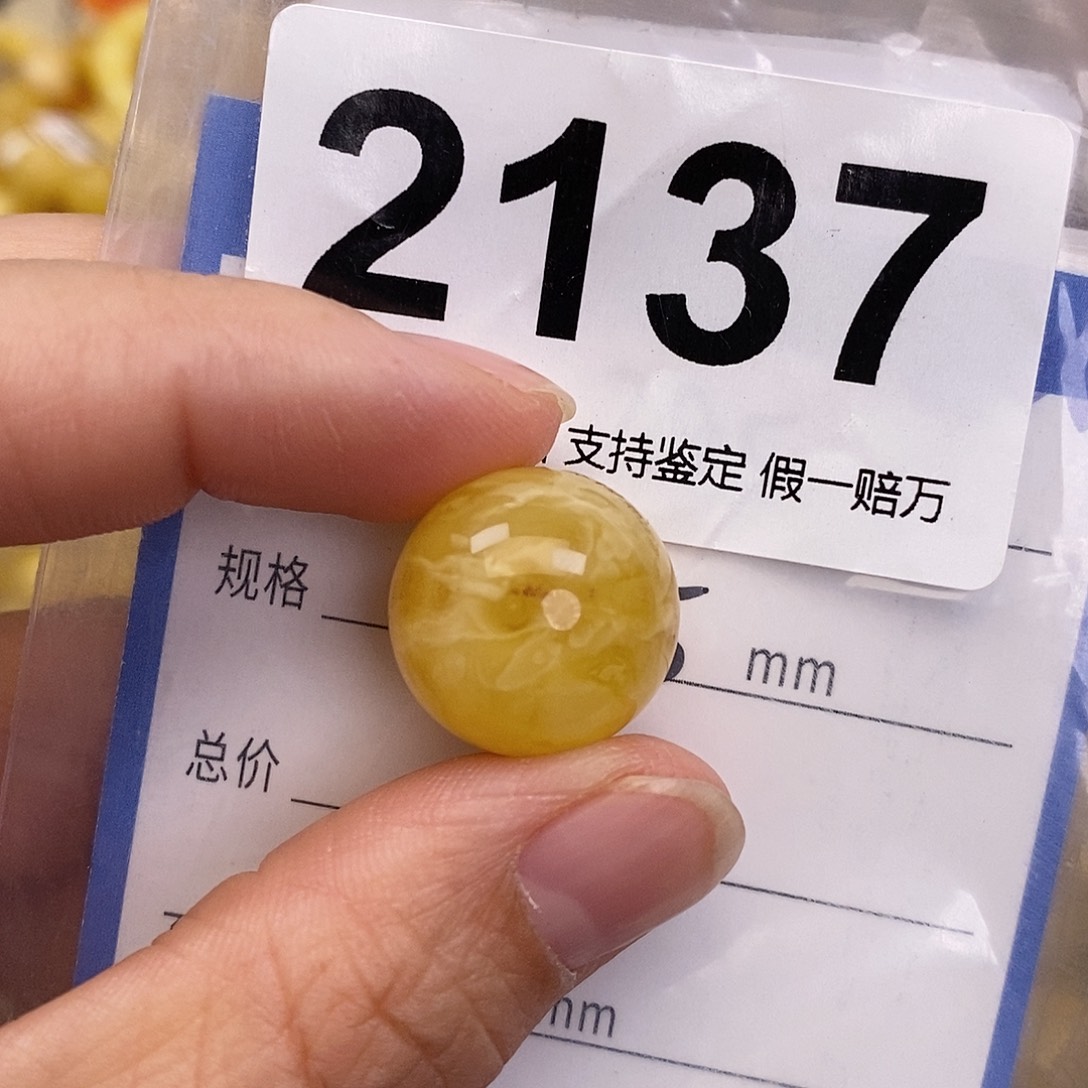 2137
支持鉴定 假一赔万
规格 mm
总价
mm